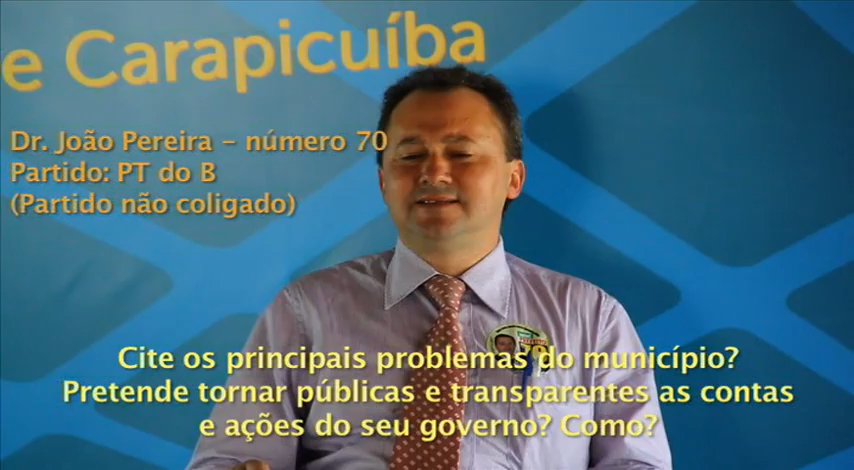 e Carapicuíba
Dr. João Pereira - número 70
Partido: PT do B
(Partido não coligado)
70
Cite os principais problemas do município?
Pretende tornar públicas e transparentes as contas
e ações do seu governo? Como?